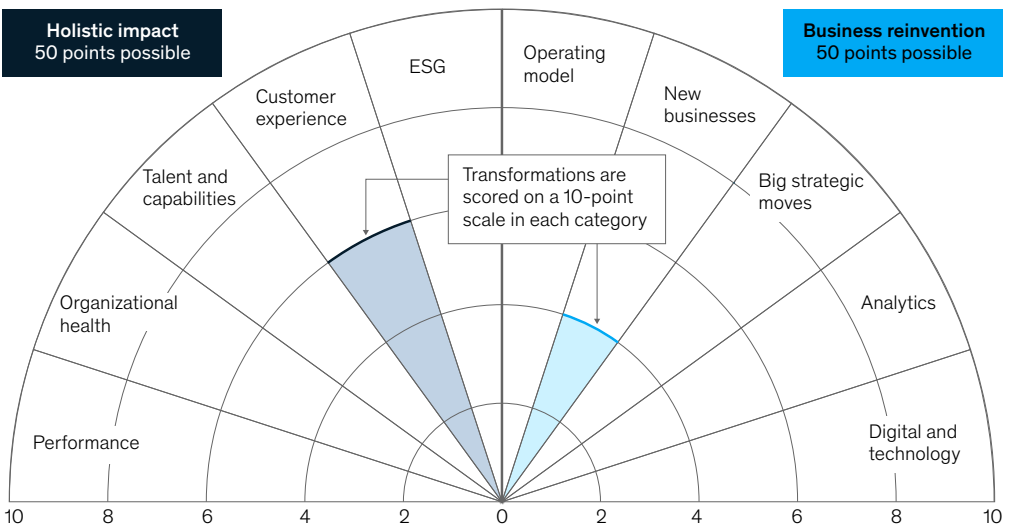 Holistic impact
50 points possible
Business reinvention
50 points possible
ESG
Operating
model
Customer
experience
New
businesses
Talent and
capabilities
Transformations are
scored on a 10-point
scale in each category
Big strategic
moves
Organizational
health
Analytics
Performance
Digital and
technology
10 8 6 4 2 0 2 4 6 8 10